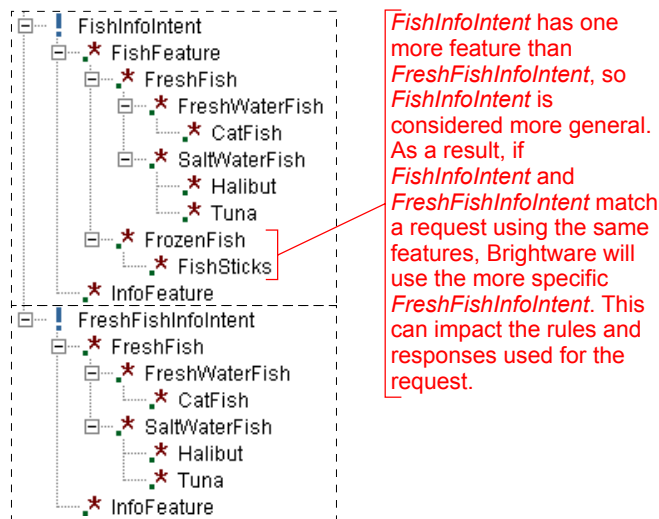 FishInfoIntent
FishFeature
FreshFish
FreshWaterFish
CatFish
SaltWaterFish
Halibut
Tuna
FrozenFish
FishSticks
InfoFeature
FreshFishInfoIntent
FreshFish
FreshWaterFish
CatFish
SaltWaterFish
Halibut
Tuna
InfoFeature
FishInfoIntent has one
more feature than
FreshFishInfoIntent, so
FishInfoIntent is
considered more general.
As a result, if
FishInfoIntent and
FreshFishInfoIntent match
a request using the same
features, Brightware will
use the more specific
FreshFishInfoIntent. This
can impact the rules and
responses used for the
request.